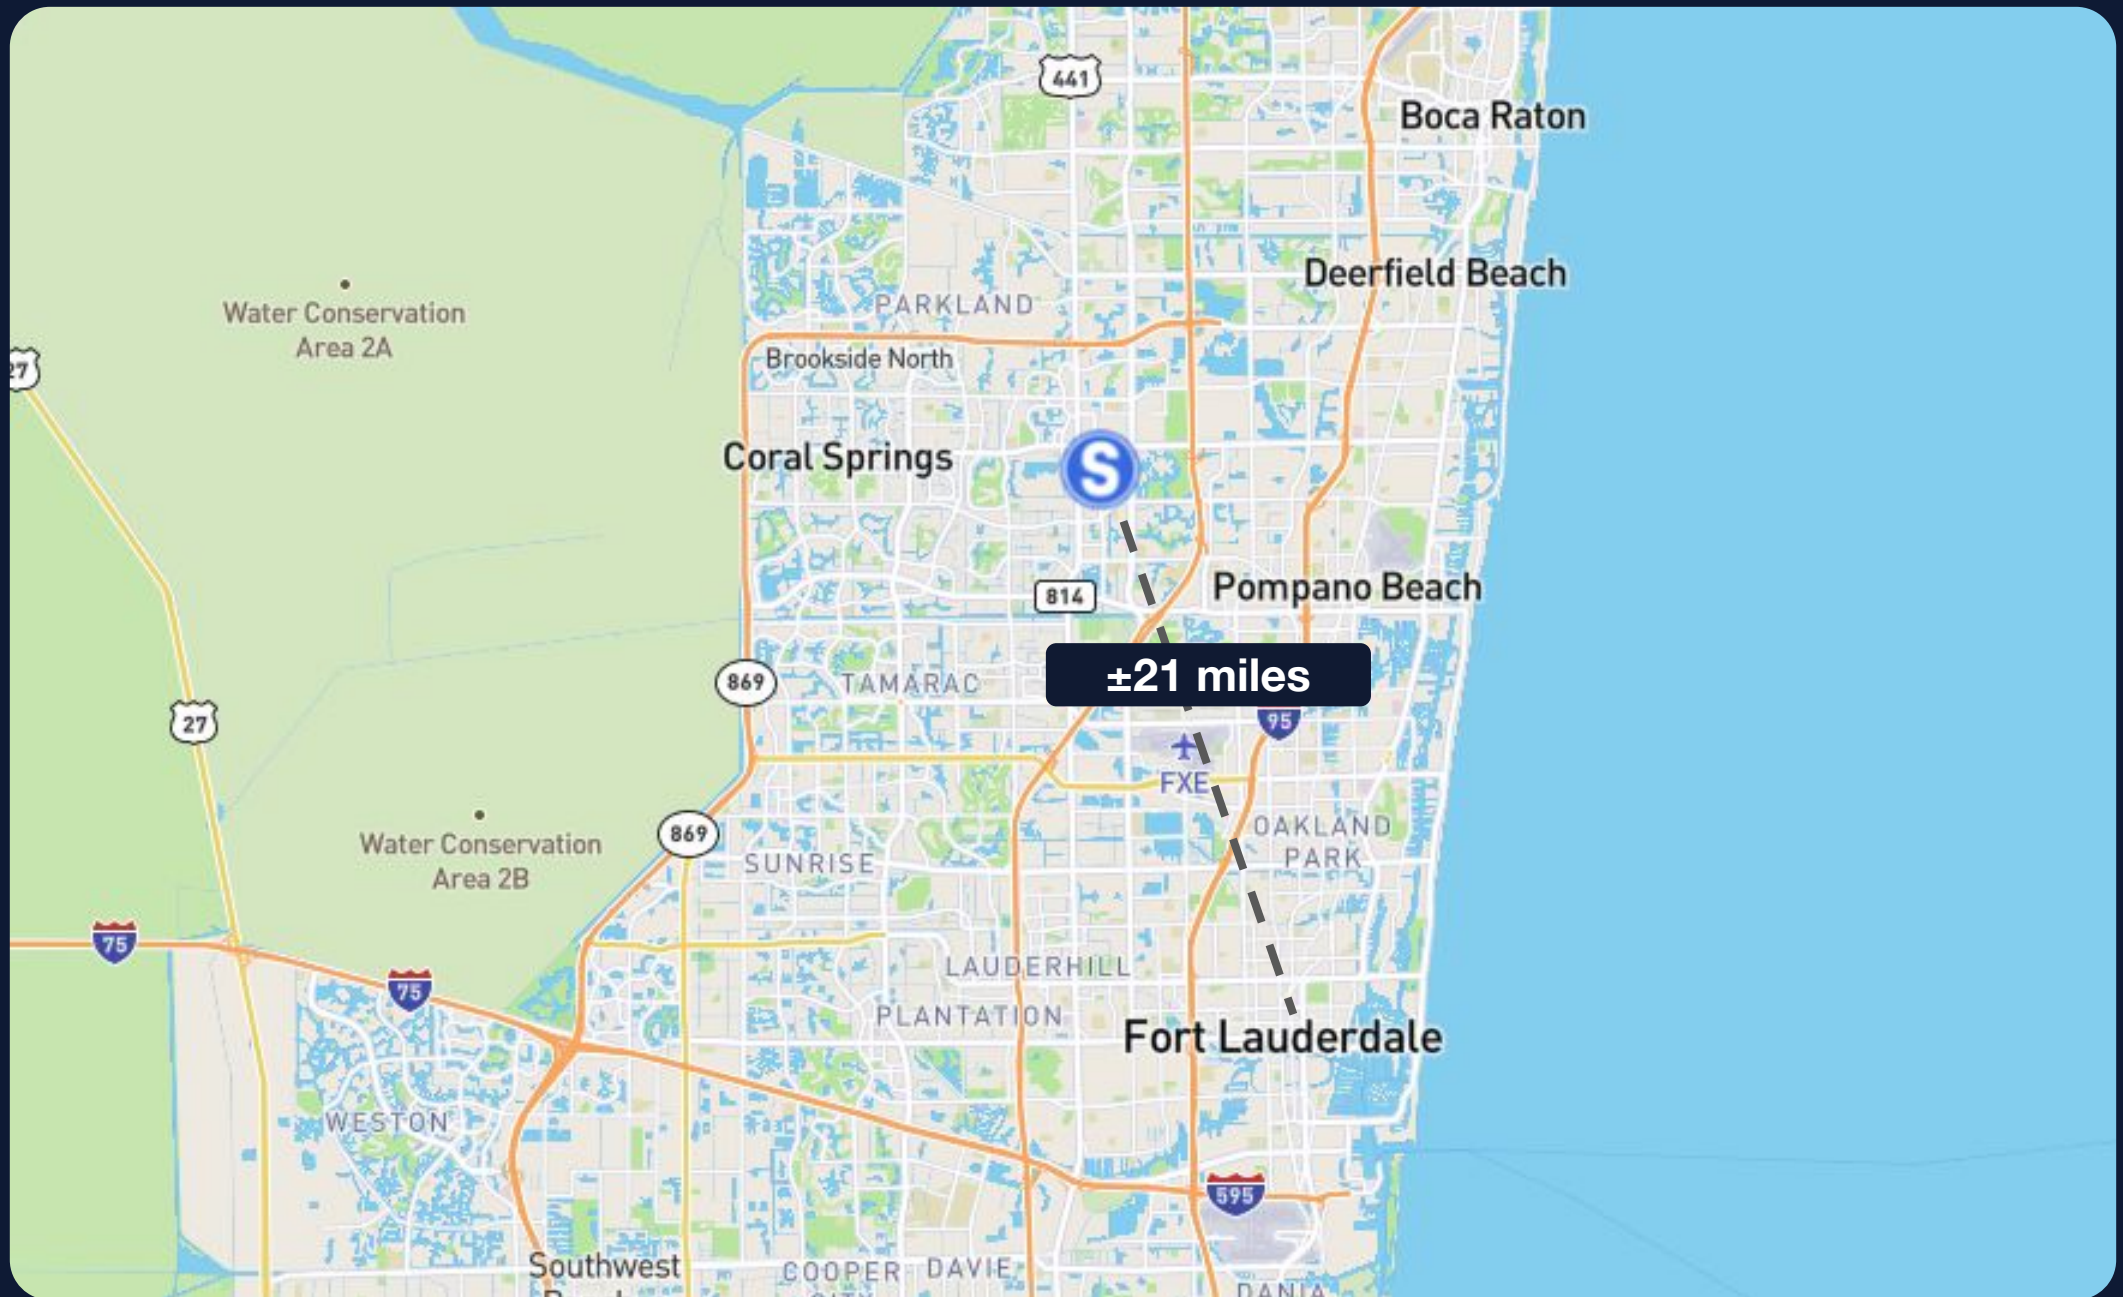 441
Boca Raton
Deerfield Beach
Water Conservation
Area 2A
PARKLAND
27
Brookside North
Coral Springs
S
814
Pompano Beach
±21 miles
869
TAMARAC
27
95
FXE
869
Water Conservation
Area 2B
SUNRISE
OAKLAND
PARK
75
75
LAUDERHILL
PLANTATION
Fort Lauderdale
WESTON
595
Southwest
COOPER
DAVIE
DANIA